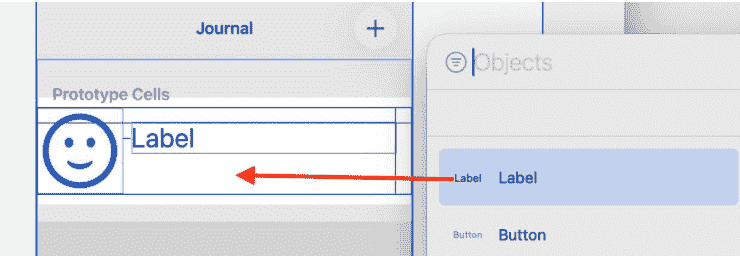 Journal
Objects
Prototype Cells
Label
Label Label
Button Button